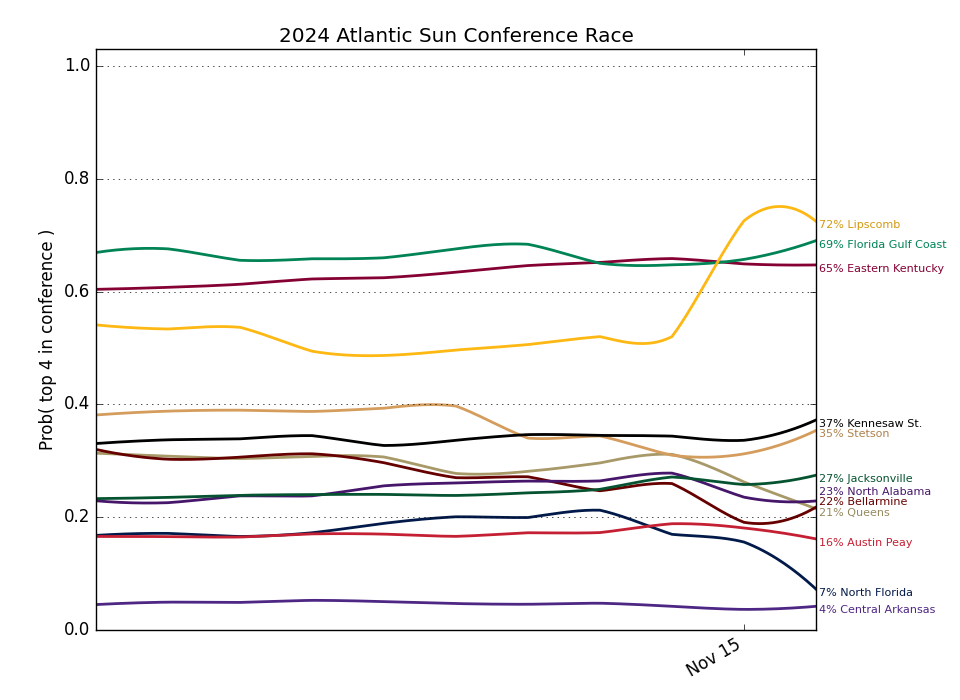 2024 Atlantic Sun Conference Race
Prob( top 4 in conference )
1.0
0.8
0.6
0.4
0.2
0.0
72% Lipscomb
69% Florida Gulf Coast
65% Eastern Kentucky
37% Kennesaw St.
35% Stetson
27% Jacksonville
23% North Alabama
22% Bellarmine
21% Queens
16% Austin Peay
7% North Florida
4% Central Arkansas
Nov 15